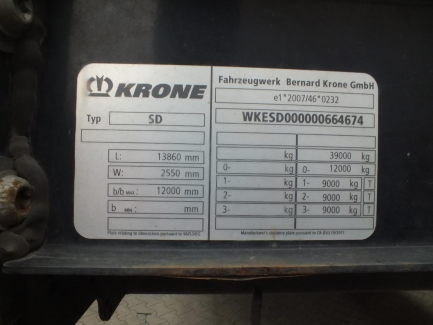 KRONE
Typ SD
L: 13860 mm
W: 2550 mm
b/b MAX.: 12000 mm
b MIN.: mm
Fahrzeugwerk Bernard Krone GmbH
e1*2007/46*0232
WKESD000000664674
kg 39000 kg
0- kg 0- 12000 kg
1- kg 1- 9000 kg T
2- kg 2- 9000 kg T
3- kg 3- 9000 kg T